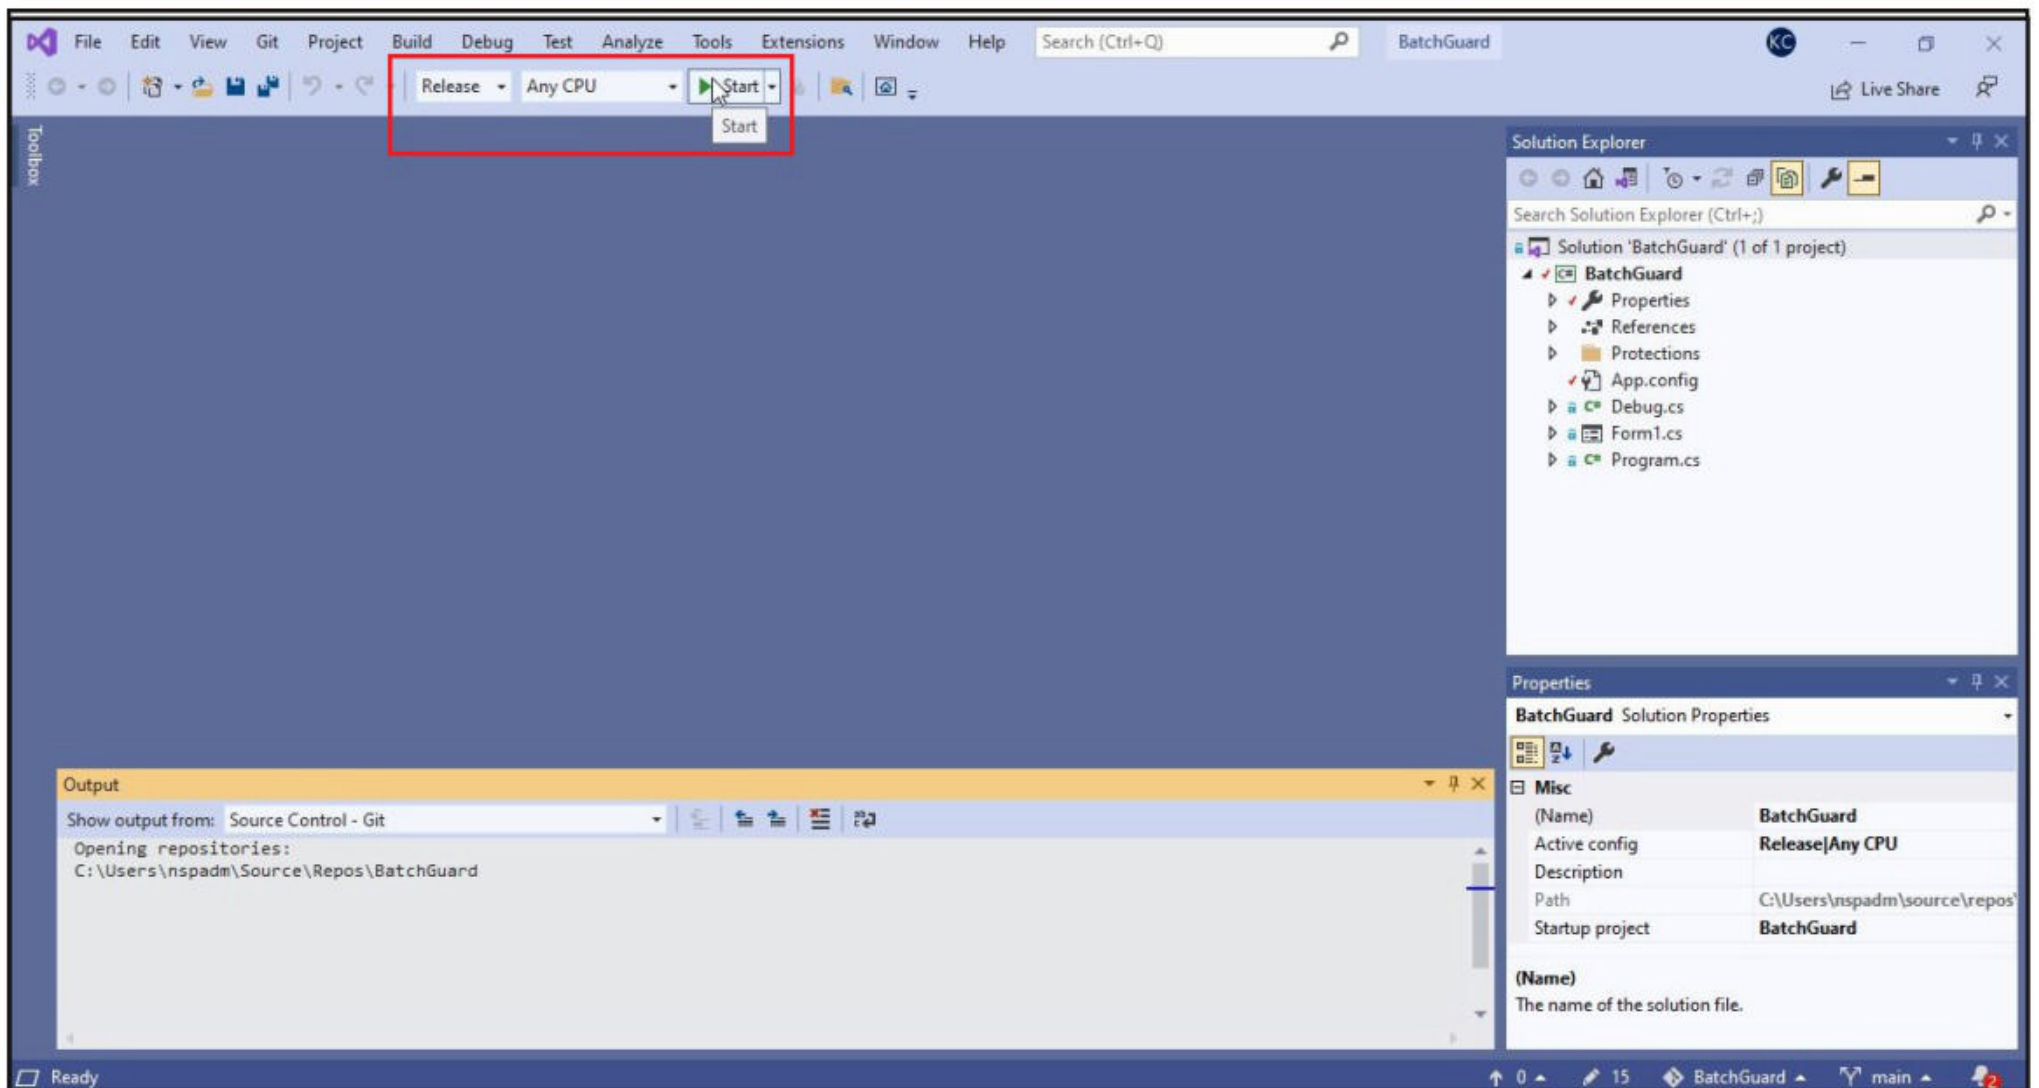 File Edit View Git Project Build Debug Test Analyze Tools Extensions Window Help Search (Ctrl+Q) BatchGuard KC
Release Any CPU Start Live Share
Start
Toolbox
Solution Explorer
Search Solution Explorer (Ctrl+;)
Solution 'BatchGuard' (1 of 1 project)
C# BatchGuard
Properties
References
Protections
App.config
C# Debug.cs
Form1.cs
C# Program.cs
Properties
BatchGuard Solution Properties
Misc
(Name) BatchGuard
Active config Release|Any CPU
Description
Path C:\Users\nspadm\source\repos\
Startup project BatchGuard
(Name)
The name of the solution file.
Output
Show output from: Source Control - Git
Opening repositories:
C:\Users\nspadm\Source\Repos\BatchGuard
Ready 0 15 BatchGuard main 2